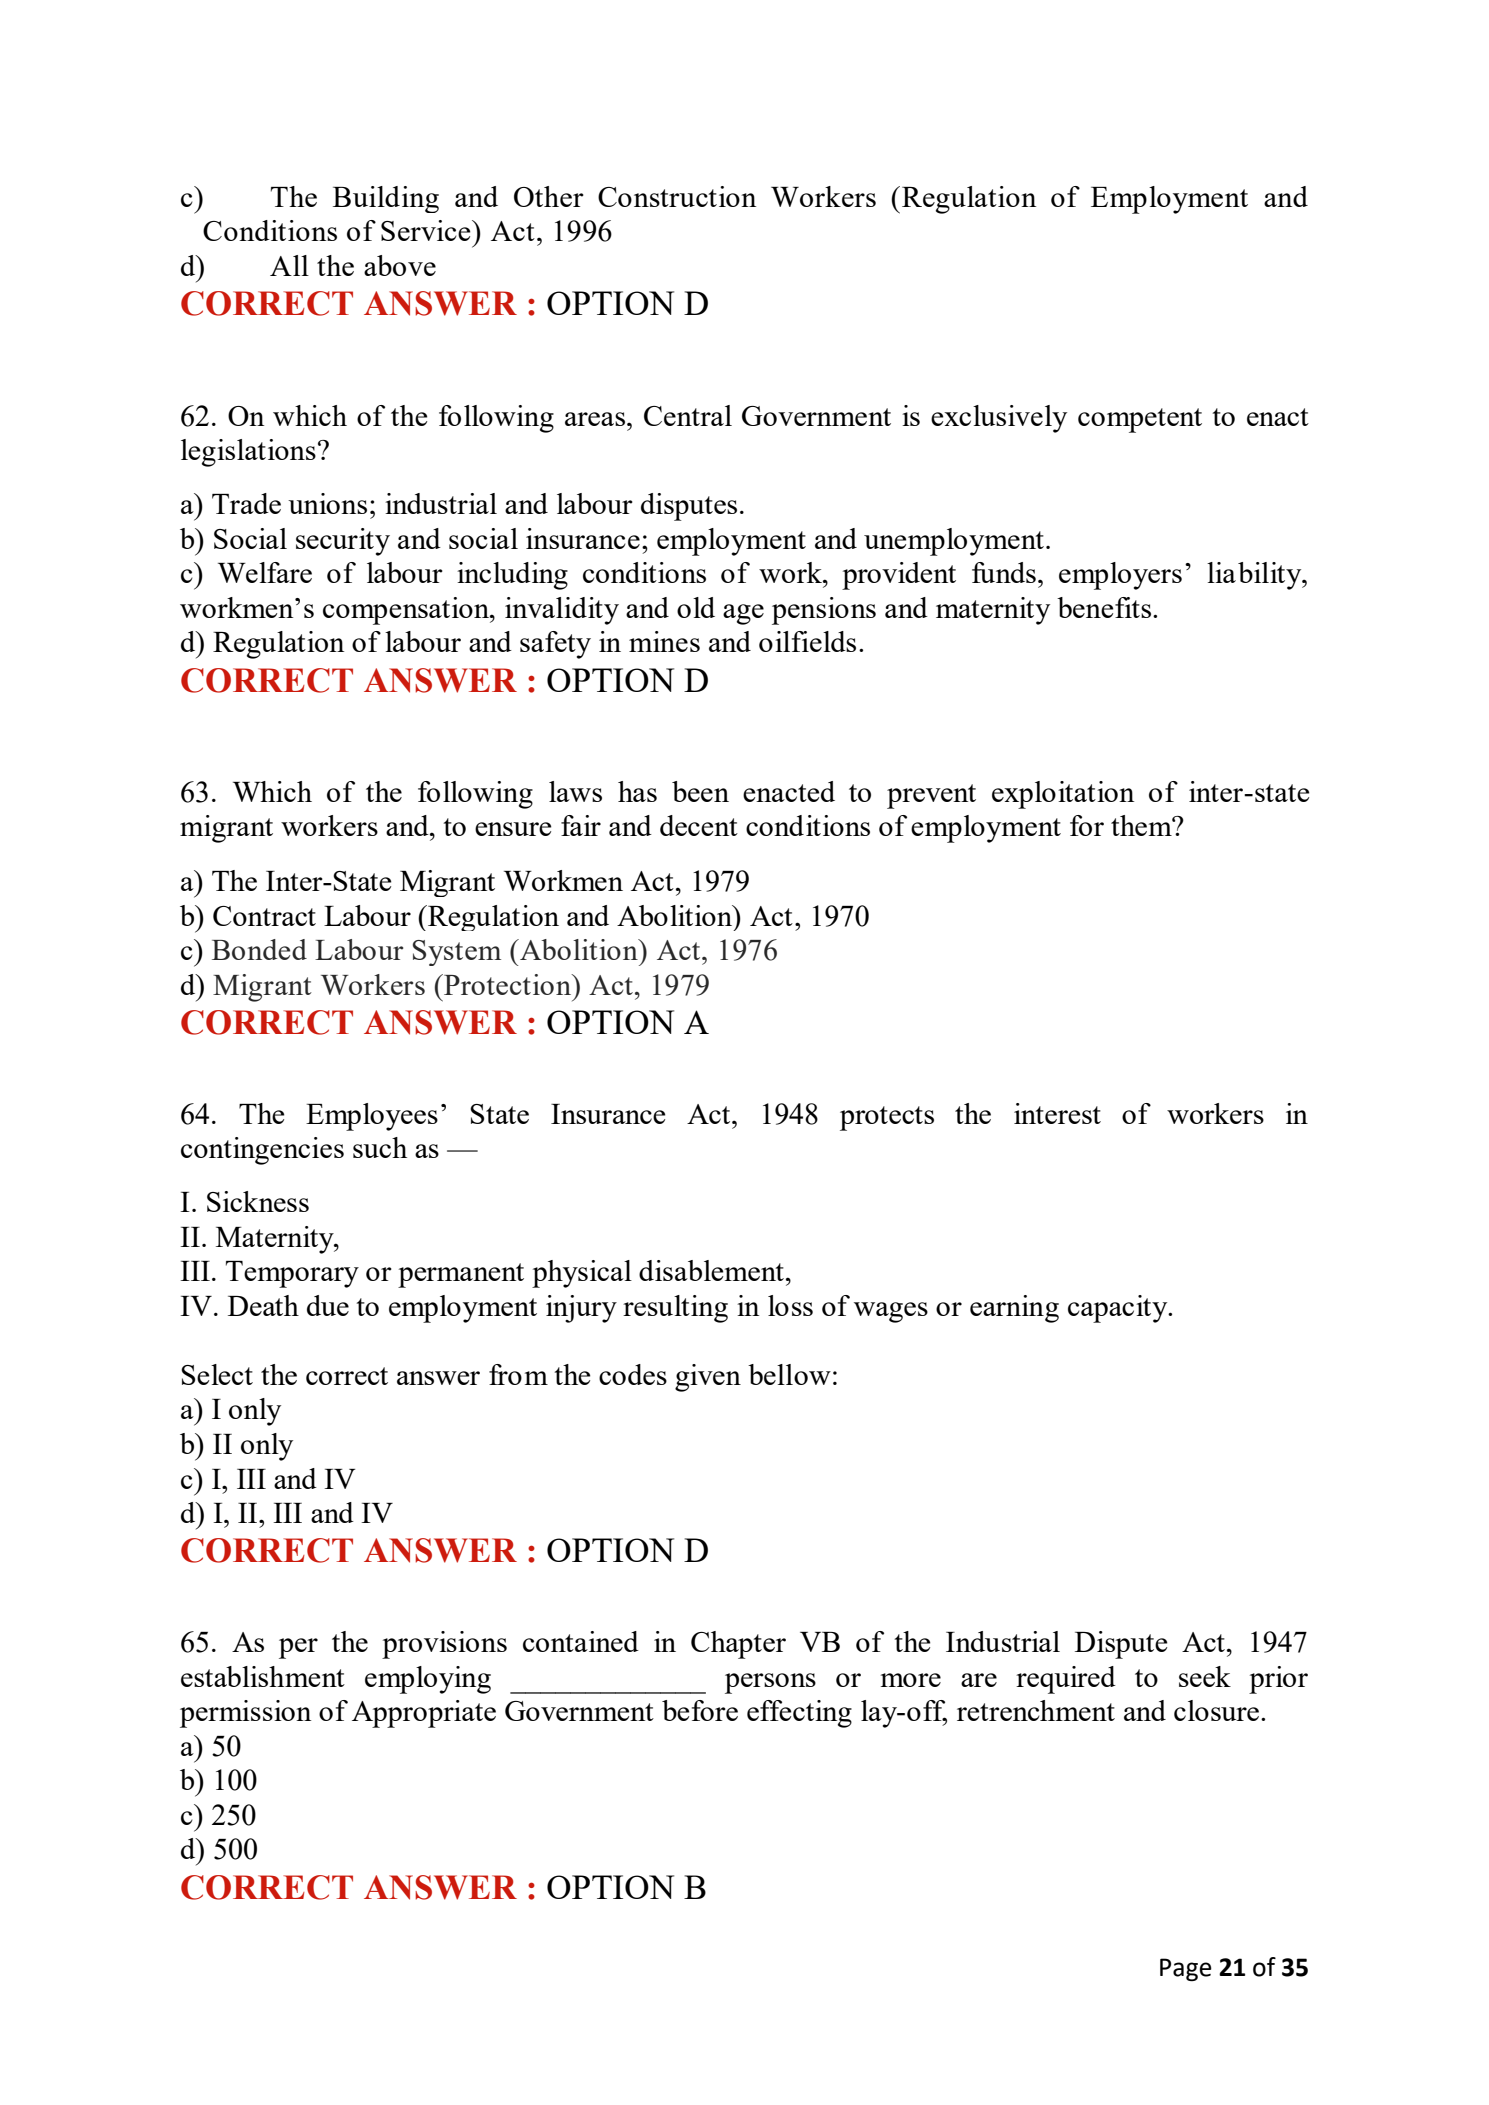 c) The Building and Other Construction Workers (Regulation of Employment and
Conditions of Service) Act, 1996
d) All the above
CORRECT ANSWER : OPTION D
62. On which of the following areas, Central Government is exclusively competent to enact
legislations?
a) Trade unions; industrial and labour disputes.
b) Social security and social insurance; employment and unemployment.
c) Welfare of labour including conditions of work, provident funds, employers’ liability,
workmen’s compensation, invalidity and old age pensions and maternity benefits.
d) Regulation of labour and safety in mines and oilfields.
CORRECT ANSWER : OPTION D
63. Which of the following laws has been enacted to prevent exploitation of inter-state
migrant workers and, to ensure fair and decent conditions of employment for them?
a) The Inter-State Migrant Workmen Act, 1979
b) Contract Labour (Regulation and Abolition) Act, 1970
c) Bonded Labour System (Abolition) Act, 1976
d) Migrant Workers (Protection) Act, 1979
CORRECT ANSWER : OPTION A
64. The Employees’ State Insurance Act, 1948 protects the interest of workers in
contingencies such as —
I. Sickness
II. Maternity,
III. Temporary or permanent physical disablement,
IV. Death due to employment injury resulting in loss of wages or earning capacity.
Select the correct answer from the codes given bellow:
a) I only
b) II only
c) I, III and IV
d) I, II, III and IV
CORRECT ANSWER : OPTION D
65. As per the provisions contained in Chapter VB of the Industrial Dispute Act, 1947
establishment employing _____________ persons or more are required to seek prior
permission of Appropriate Government before effecting lay-off, retrenchment and closure.
a) 50
b) 100
c) 250
d) 500
CORRECT ANSWER : OPTION B
Page 21 of 35